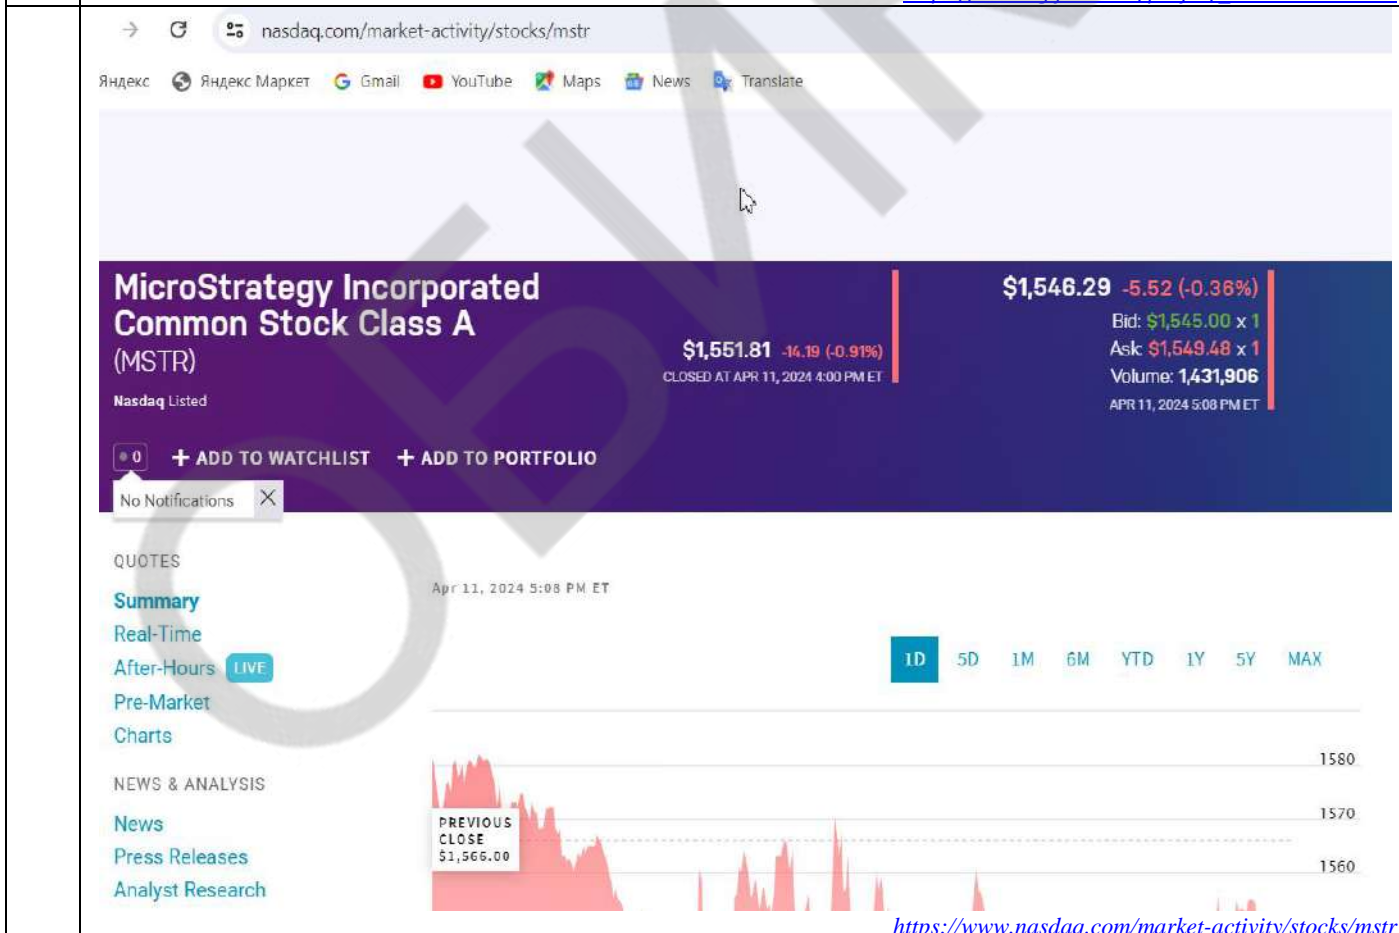 nasdaq.com/market-activity/stocks/mstr
Яндекс Яндекс Маркет Gmail YouTube Maps News Translate
MicroStrategy Incorporated
Common Stock Class A
(MSTR)
Nasdaq Listed
$1,551.81 -14.19 (-0.91%)
CLOSED AT APR 11, 2024 4:00 PM ET
$1,546.29 -5.52 (-0.36%)
Bid: $1,545.00 x 1
Ask: $1,549.48 x 1
Volume: 1,431,906
APR 11, 2024 5:08 PM ET
0 + ADD TO WATCHLIST + ADD TO PORTFOLIO
No Notifications X
QUOTES
Summary
Real-Time
After-Hours LIVE
Pre-Market
Charts
NEWS & ANALYSIS
News
Press Releases
Analyst Research
Apr 11, 2024 5:08 PM ET
1D 5D 1M 6M YTD 1Y 5Y MAX
1580
1570
1560
PREVIOUS
CLOSE
$1,566.00
https://www.nasdaq.com/market-activity/stocks/mstr